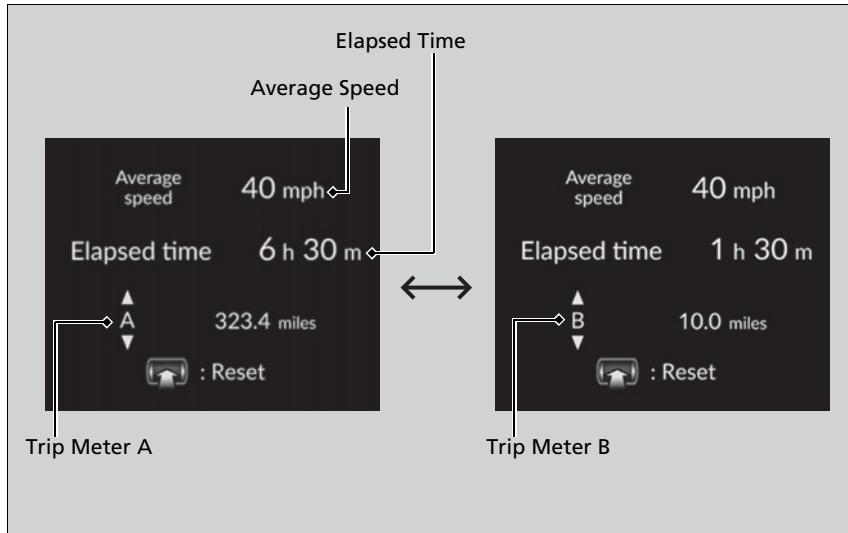 Elapsed Time
Average Speed
Average
speed
40 mph
Elapsed time 6 h 30 m
A 323.4 miles
: Reset
Trip Meter A
Average
speed
40 mph
Elapsed time 1 h 30 m
B 10.0 miles
: Reset
Trip Meter B